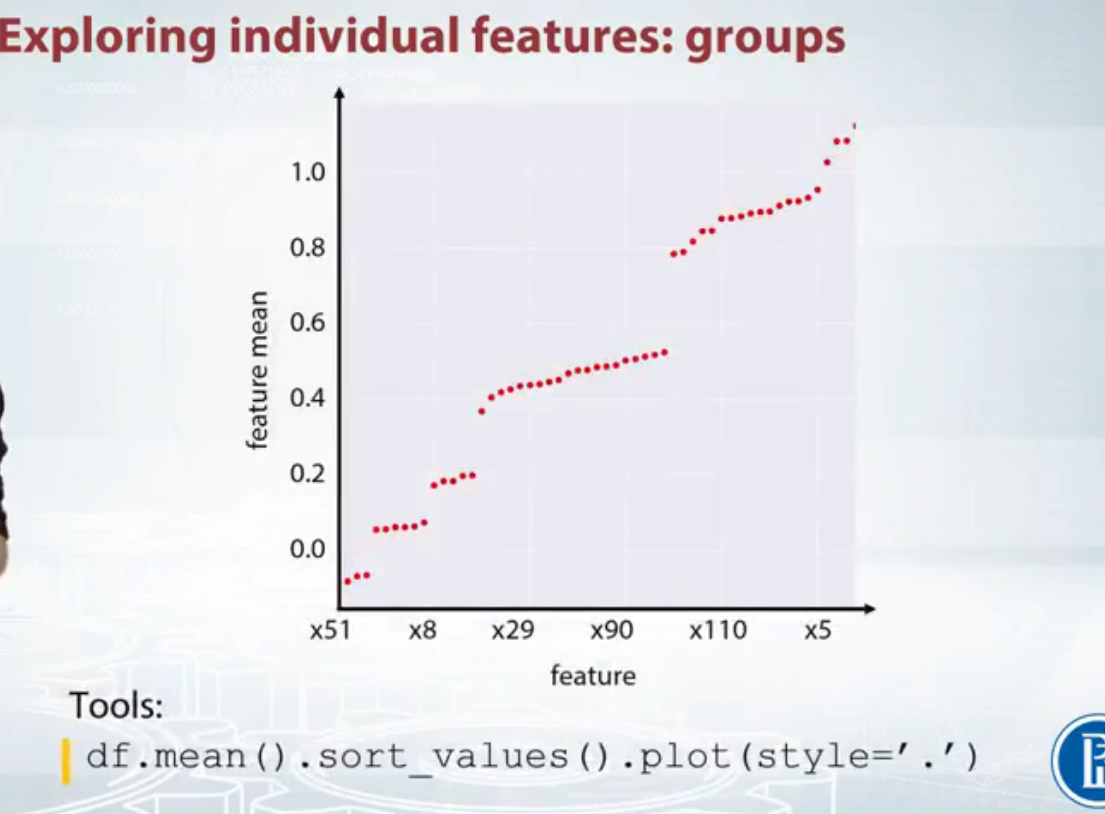 Exploring individual features: groups
1.0
0.8
0.6
0.4
0.2
0.0
feature mean
x51 x8 x29 x90 x110 x5
feature
Tools:
df.mean().sort_values().plot(style=’.’)